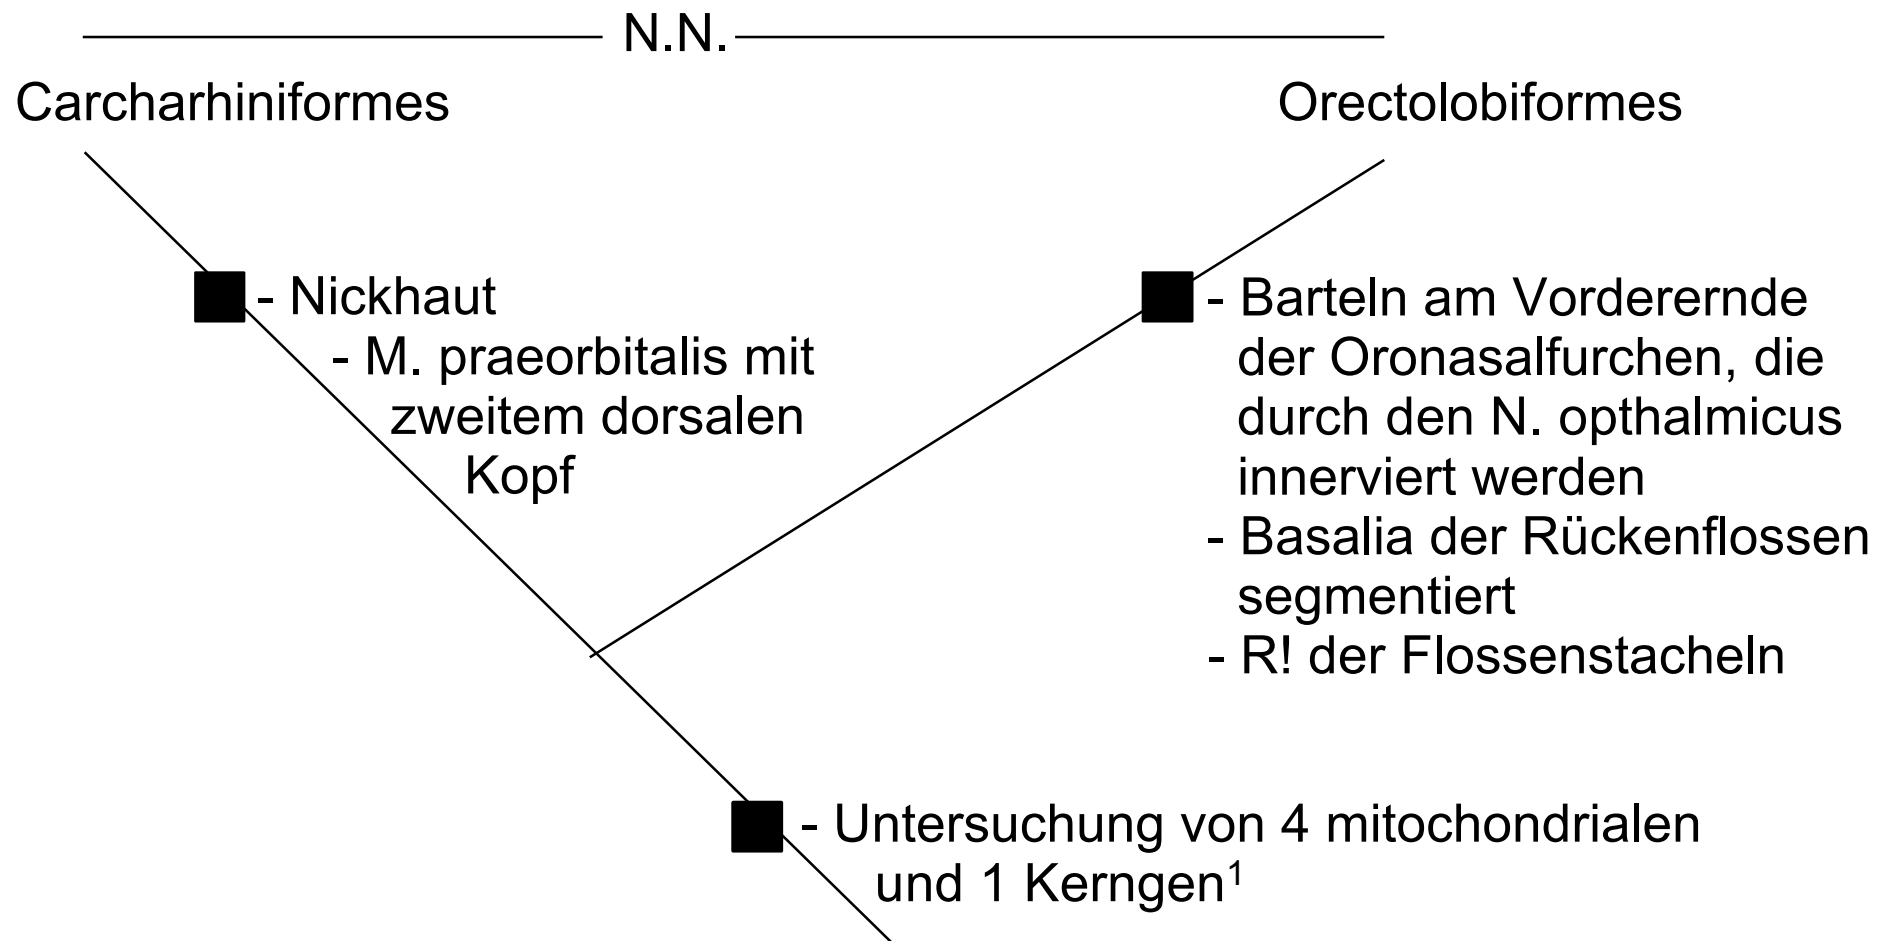 N.N.
Carcharhiniformes
Orectolobiformes
- Nickhaut
- M. praeorbitalis mit
zweitem dorsalen
Kopf
- Barteln am Vorderernde
der Oronasalfurchen, die
durch den N. opthalmicus
innerviert werden
- Basalia der Rückenflossen
segmentiert
- R! der Flossenstacheln
- Untersuchung von 4 mitochondrialen
und 1 Kerngen¹